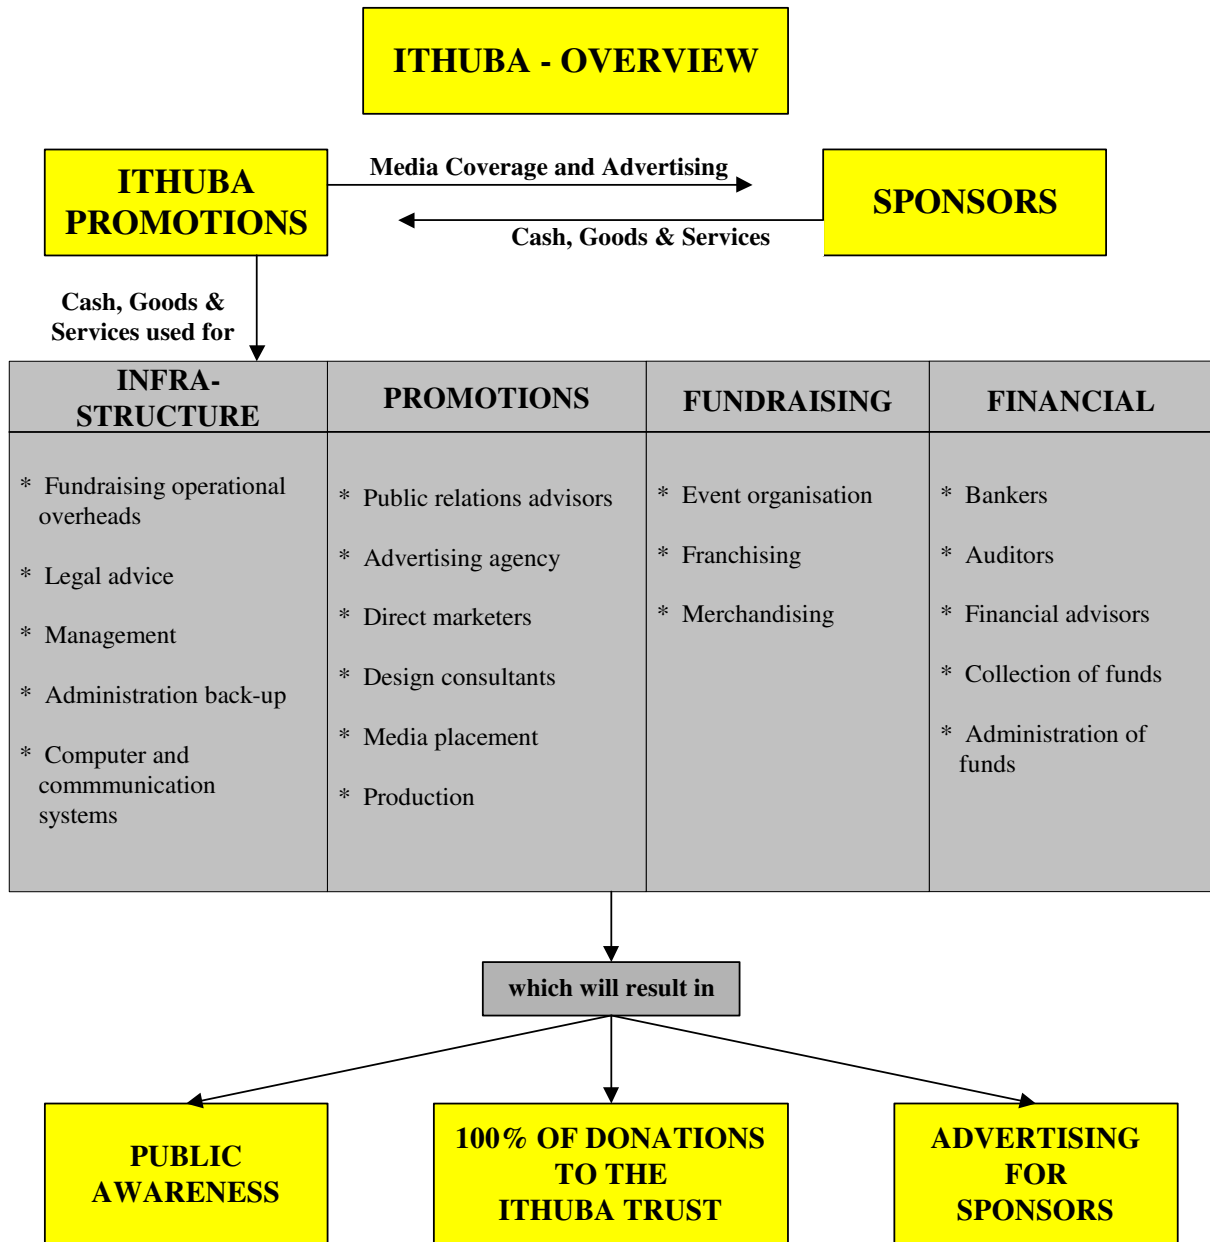 ITHUBA - OVERVIEW
ITHUBA
PROMOTIONS
Media Coverage and Advertising
SPONSORS
Cash, Goods & Services
Cash, Goods &
Services used for
INFRA-
STRUCTURE
* Fundraising operational
overheads
* Legal advice
* Management
* Administration back-up
* Computer and
commmunication
systems
PROMOTIONS
* Public relations advisors
* Advertising agency
* Direct marketers
* Design consultants
* Media placement
* Production
FUNDRAISING
* Event organisation
* Franchising
* Merchandising
FINANCIAL
* Bankers
* Auditors
* Financial advisors
* Collection of funds
* Administration of
funds
which will result in
PUBLIC
AWARENESS
100% OF DONATIONS
TO THE
ITHUBA TRUST
ADVERTISING
FOR
SPONSORS